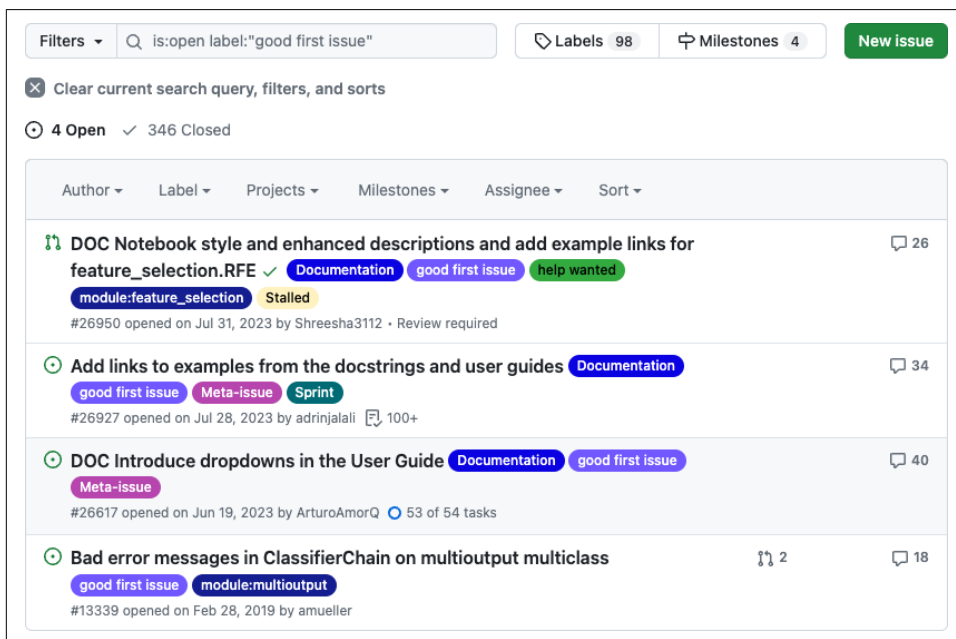 Filters is:open label:"good first issue" Labels 98 Milestones 4 New issue
Clear current search query, filters, and sorts
4 Open 346 Closed
Author Label Projects Milestones Assignee Sort
DOC Notebook style and enhanced descriptions and add example links for 26
feature_selection.RFE Documentation good first issue help wanted
module:feature_selection Stalled
#26950 opened on Jul 31, 2023 by Shreesha3112 • Review required
Add links to examples from the docstrings and user guides Documentation 34
good first issue Meta-issue Sprint
#26927 opened on Jul 28, 2023 by adrinjalali 100+
DOC Introduce dropdowns in the User Guide Documentation good first issue 40
Meta-issue
#26617 opened on Jun 19, 2023 by ArturoAmorQ 53 of 54 tasks
Bad error messages in ClassifierChain on multioutput multiclass 2 18
good first issue module:multioutput
#13339 opened on Feb 28, 2019 by amueller